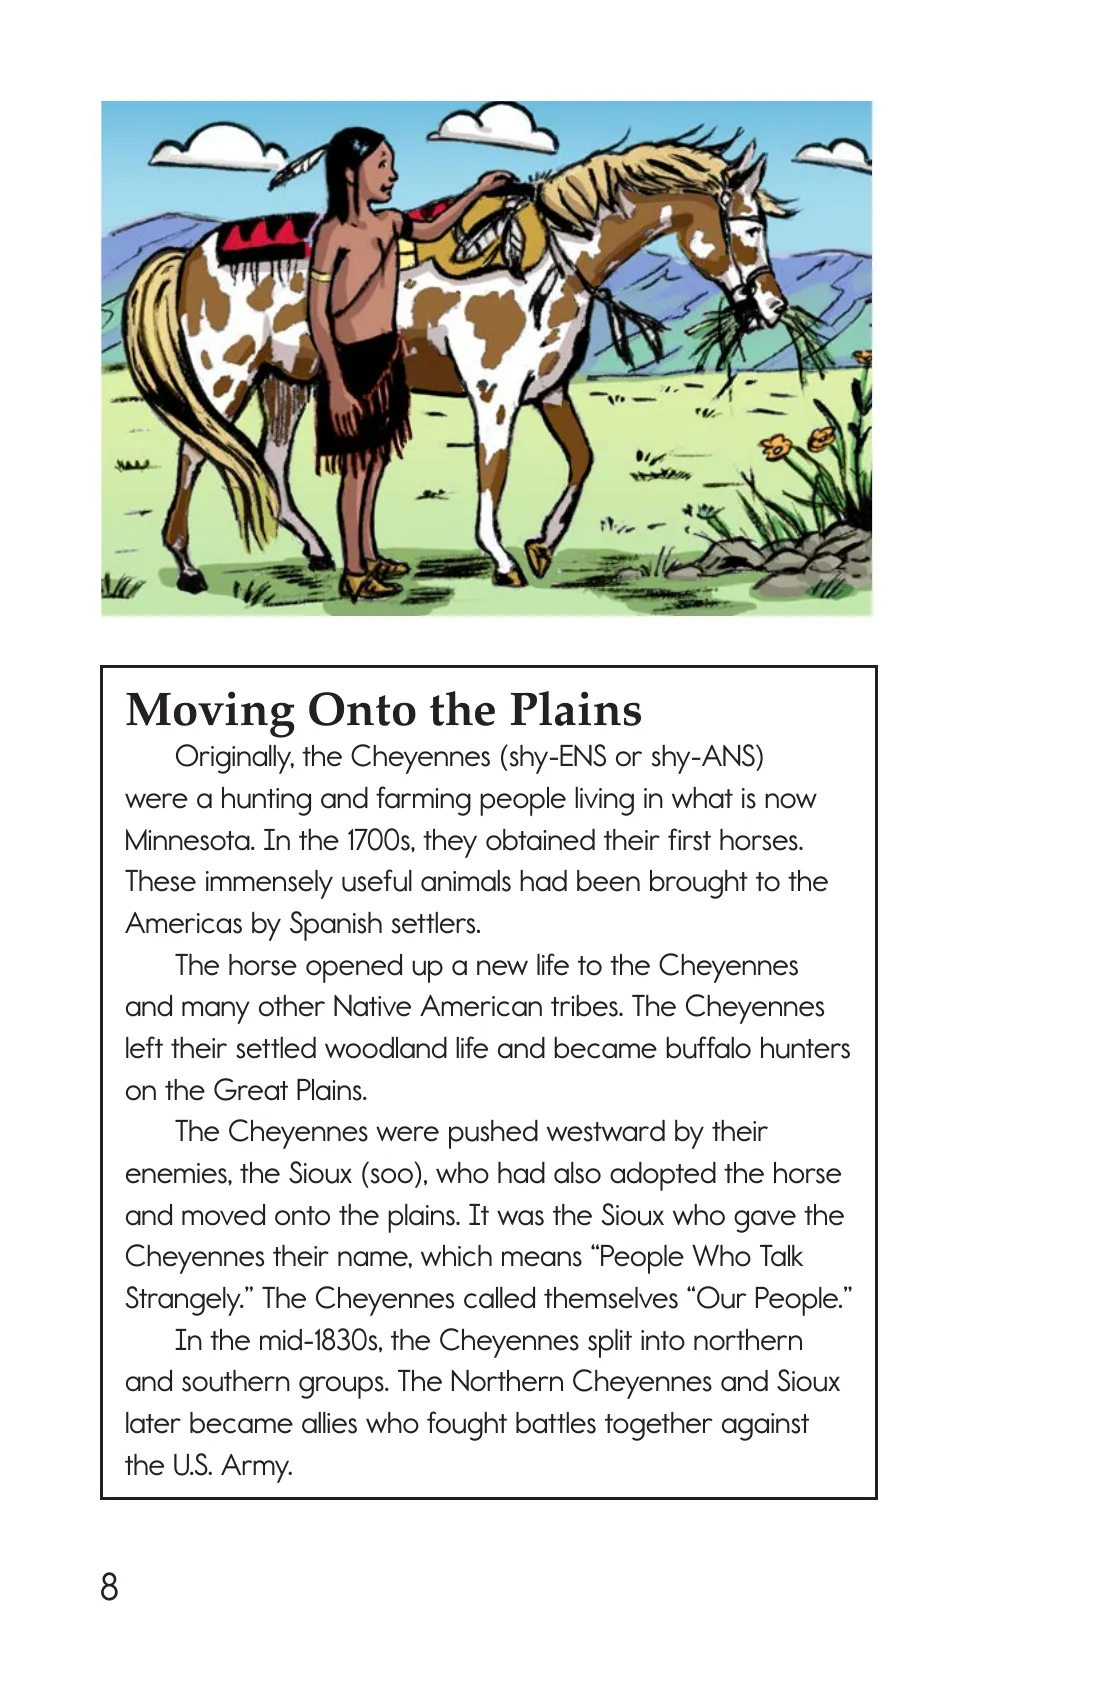 Moving Onto the Plains
Originally, the Cheyennes (shy-ENS or shy-ANS)
were a hunting and farming people living in what is now
Minnesota. In the 1700s, they obtained their first horses.
These immensely useful animals had been brought to the
Americas by Spanish settlers.
The horse opened up a new life to the Cheyennes
and many other Native American tribes. The Cheyennes
left their settled woodland life and became buffalo hunters
on the Great Plains.
The Cheyennes were pushed westward by their
enemies, the Sioux (soo), who had also adopted the horse
and moved onto the plains. It was the Sioux who gave the
Cheyennes their name, which means “People Who Talk
Strangely.” The Cheyennes called themselves “Our People.”
In the mid-1830s, the Cheyennes split into northern
and southern groups. The Northern Cheyennes and Sioux
later became allies who fought battles together against
the U.S. Army.
8